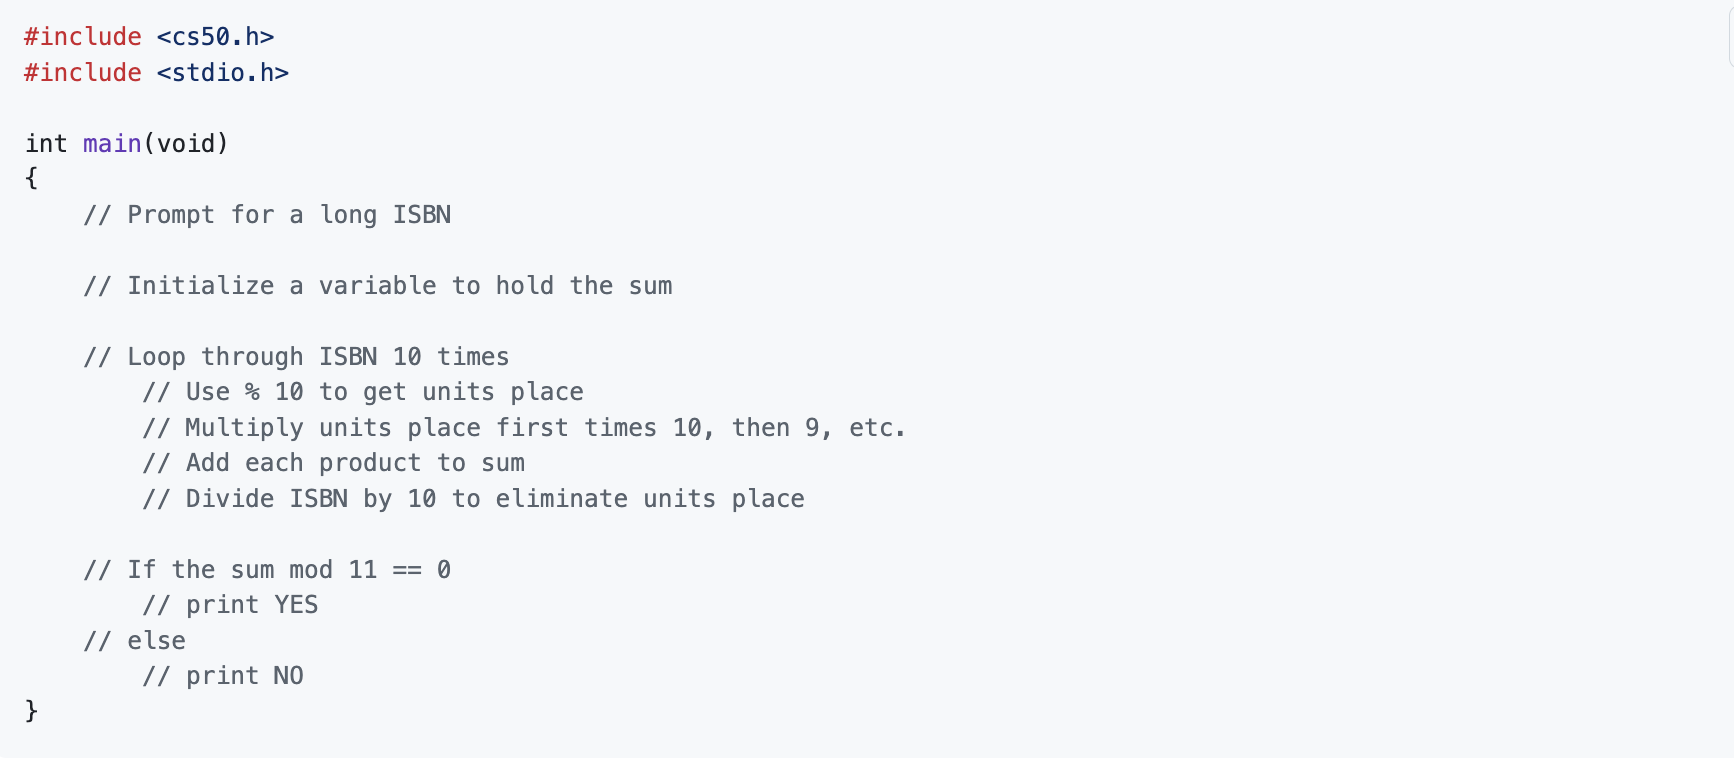 #include <cs50.h>
#include <stdio.h>

int main(void)
{
    // Prompt for a long ISBN

    // Initialize a variable to hold the sum

    // Loop through ISBN 10 times
        // Use % 10 to get units place
        // Multiply units place first times 10, then 9, etc.
        // Add each product to sum
        // Divide ISBN by 10 to eliminate units place

    // If the sum mod 11 == 0
        // print YES
    // else
        // print NO
}